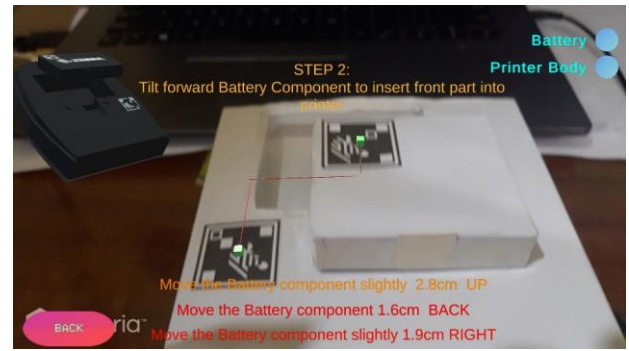 Battery
Printer Body
STEP 2:
Tilt forward Battery Component to insert front part into
printer
Move the Battery component slightly 2.8cm UP
Move the Battery component 1.6cm BACK
BACK
ria™
Move the Battery component slightly 1.9cm RIGHT